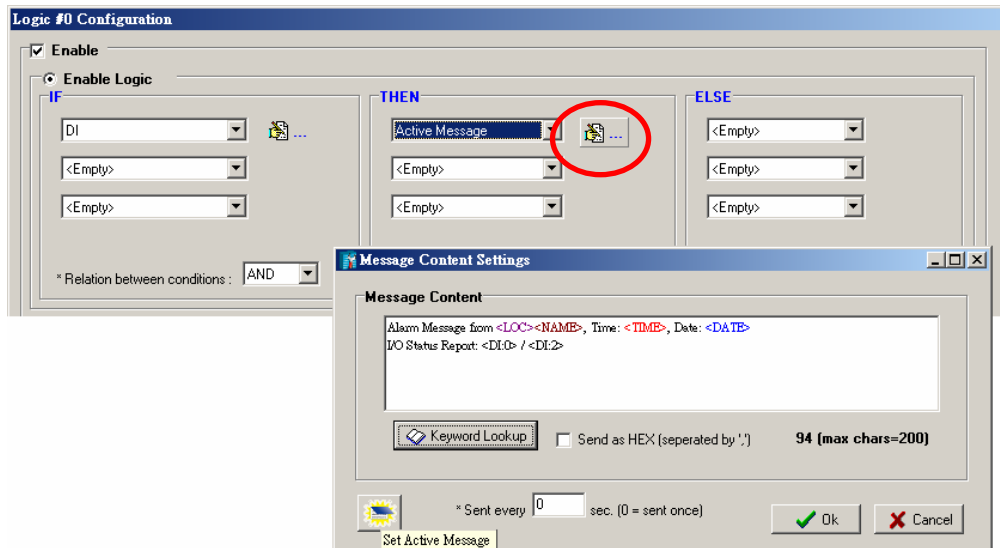 Logic #0 Configuration
Enable
Enable Logic
IF THEN ELSE
DI ... Active Message ... <Empty>
<Empty> <Empty> <Empty>
<Empty> <Empty> <Empty>
* Relation between conditions : AND
Message Content Settings
Message Content
Alarm Message from <LOC><NAME>, Time: <TIME>, Date: <DATE>
I/O Status Report: <DI:0> / <DI:2>
Keyword Lookup Send as HEX (seperated by ',') 94 (max chars=200)
* Sent every 0 sec. (0 = sent once) Ok Cancel
Set Active Message